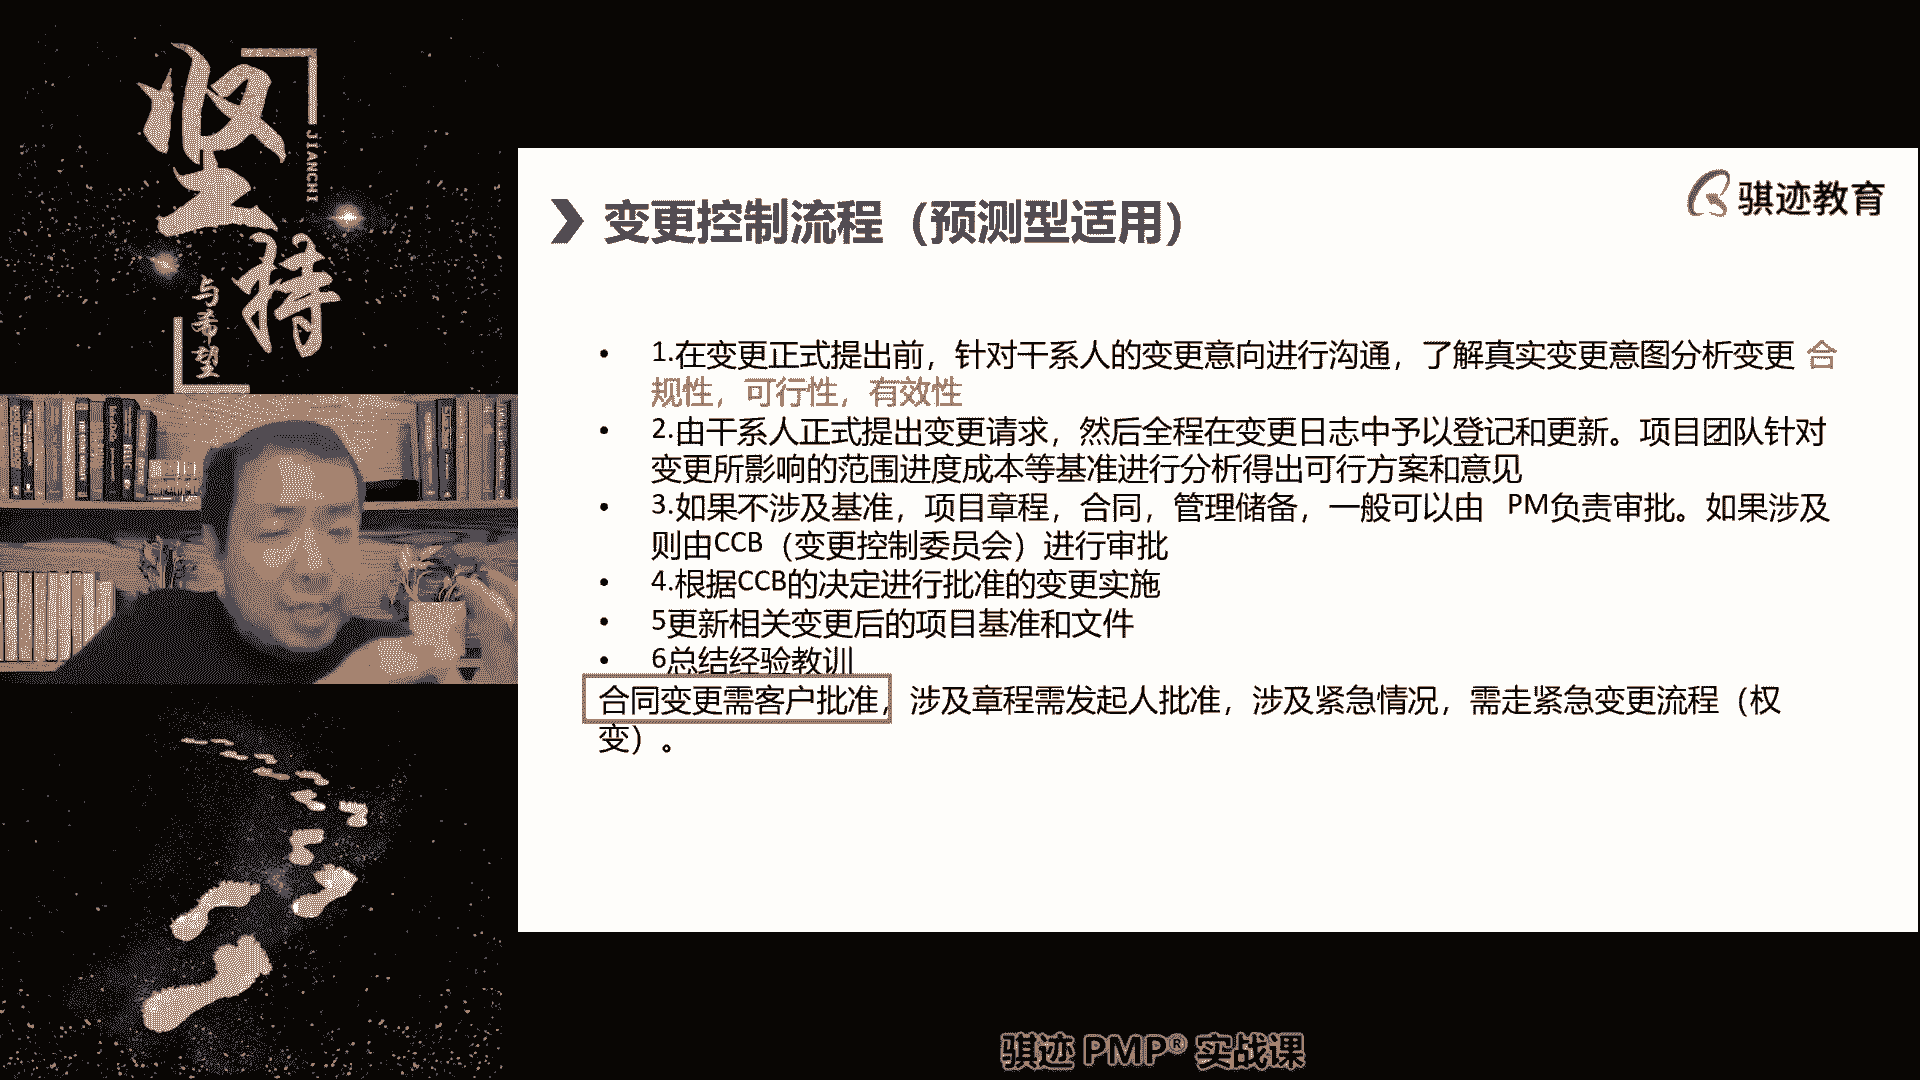 坚持
JIANCHI
与希望
骐迹教育
变更控制流程（预测型适用）
• 1.在变更正式提出前，针对干系人的变更意向进行沟通，了解真实变更意图分析变更 合
规性，可行性，有效性
• 2.由干系人正式提出变更请求，然后全程在变更日志中予以登记和更新。项目团队针对
变更所影响的范围进度成本等基准进行分析得出可行方案和意见
• 3.如果不涉及基准，项目章程，合同，管理储备，一般可以由 PM负责审批。如果涉及
则由CCB（变更控制委员会）进行审批
• 4.根据CCB的决定进行批准的变更实施
• 5更新相关变更后的项目基准和文件
• 6总结经验教训
合同变更需客户批准，涉及章程需发起人批准，涉及紧急情况，需走紧急变更流程（权
变）。
骐迹 PMP® 实战课